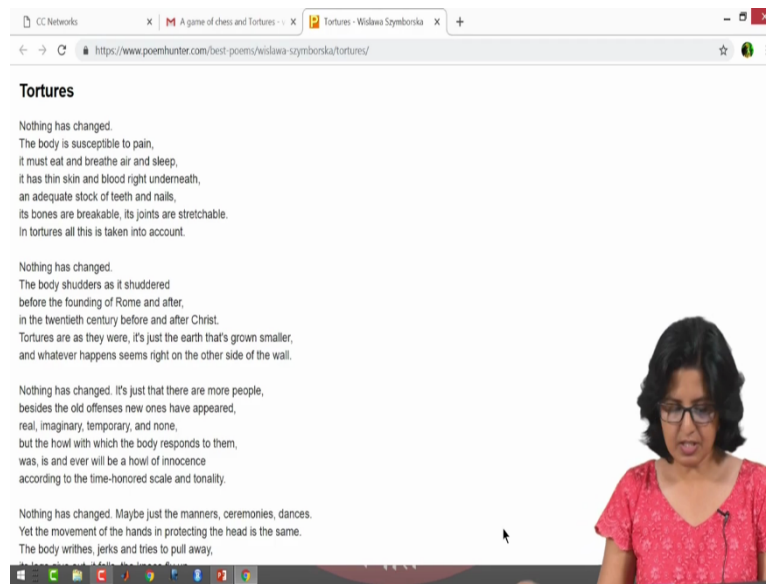 CC Networks
A game of chess and Tortures -
Tortures - Wislawa Szymborska
https://www.poemhunter.com/best-poems/wislawa-szymborska/tortures/
Tortures
Nothing has changed.
The body is susceptible to pain,
it must eat and breathe air and sleep,
it has thin skin and blood right underneath,
an adequate stock of teeth and nails,
its bones are breakable, its joints are stretchable.
In tortures all this is taken into account.
Nothing has changed.
The body shudders as it shuddered
before the founding of Rome and after,
in the twentieth century before and after Christ.
Tortures are as they were, it's just the earth that's grown smaller,
and whatever happens seems right on the other side of the wall.
Nothing has changed. It's just that there are more people,
besides the old offenses new ones have appeared,
real, imaginary, temporary, and none,
but the howl with which the body responds to them,
was, is and ever will be a howl of innocence
according to the time-honored scale and tonality.
Nothing has changed. Maybe just the manners, ceremonies, dances.
Yet the movement of the hands in protecting the head is the same.
The body writhes, jerks and tries to pull away,